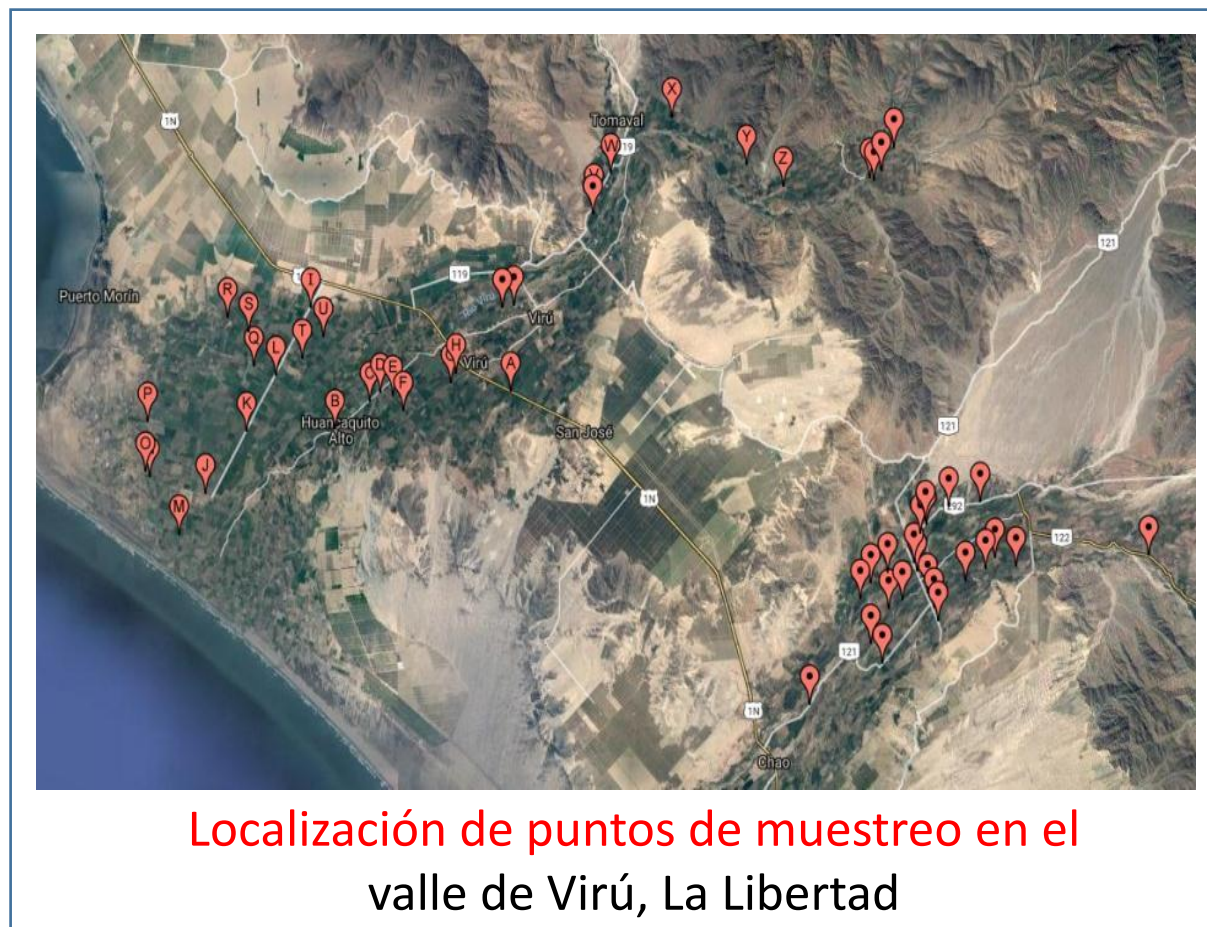 X
1N
Tomaval
Y
W
119
Z
V
121
119
I
Puerto Morín
R
S
U
Virú
T
Q
L
H
Virú
D
A
C
E
F
P
K
B
Huancaquito
Alto
121
San José
O
J
1N
M
292
122
121
1N
Chao
Localización de puntos de muestreo en el
valle de Virú, La Libertad